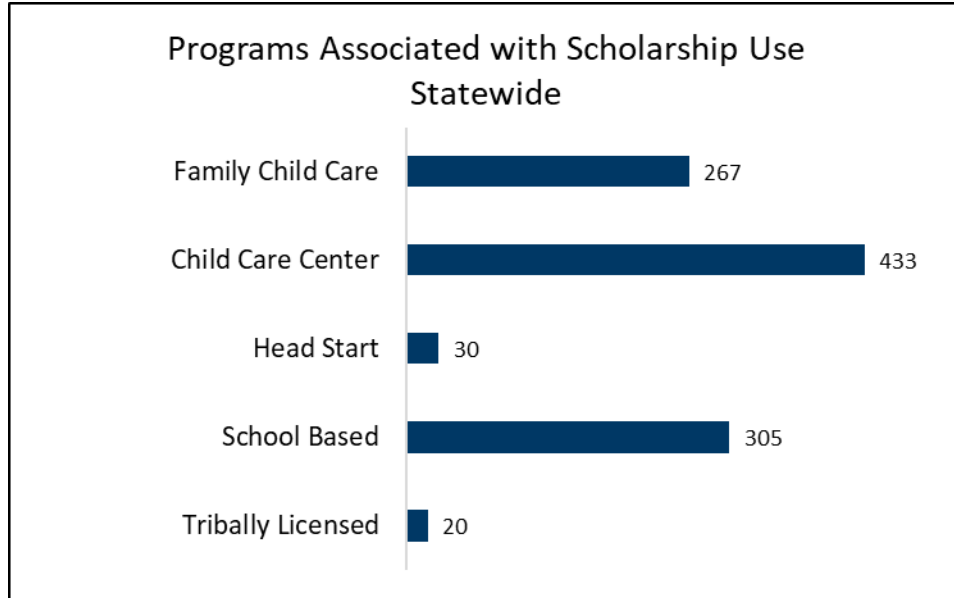 Programs Associated with Scholarship Use
Statewide
Family Child Care 267
Child Care Center 433
Head Start 30
School Based 305
Tribally Licensed 20